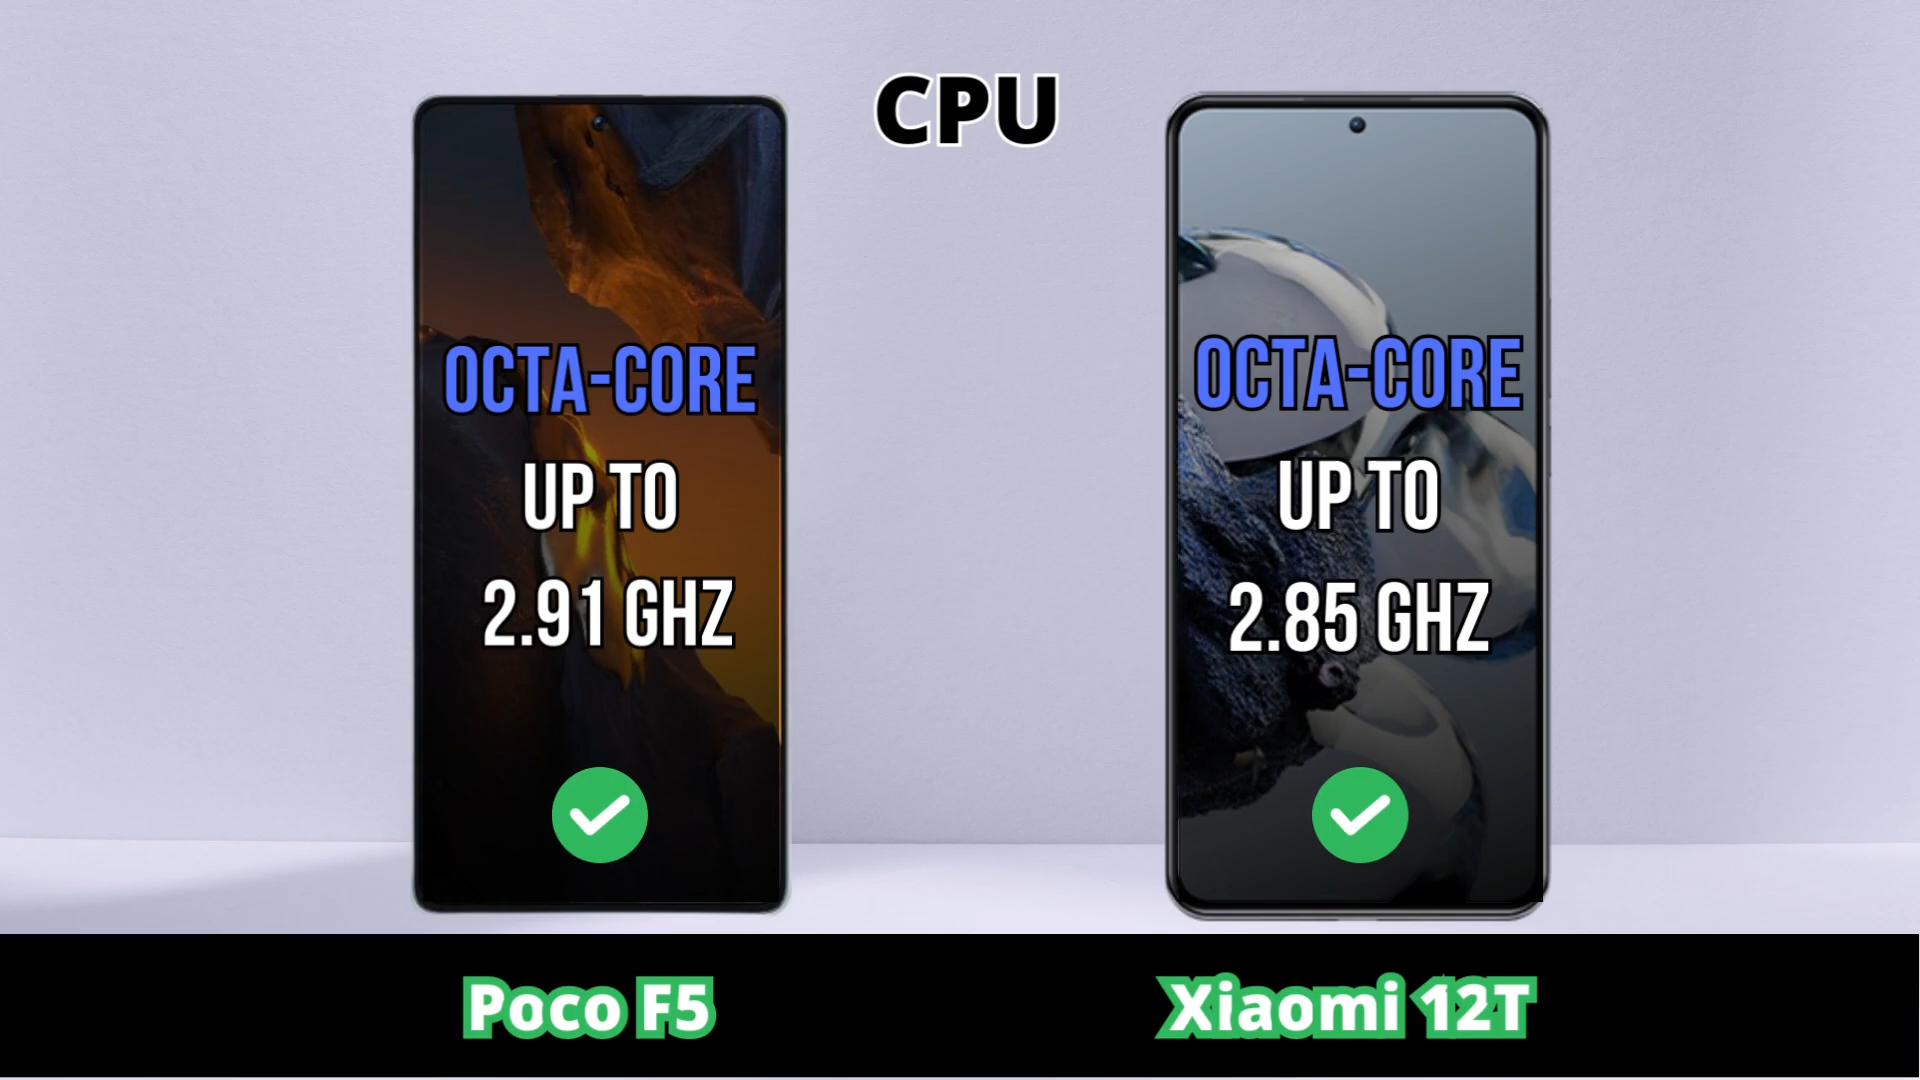 CPU
OCTA-CORE
UP TO
2.91 GHZ
OCTA-CORE
UP TO
2.85 GHZ
Poco F5
Xiaomi 12T